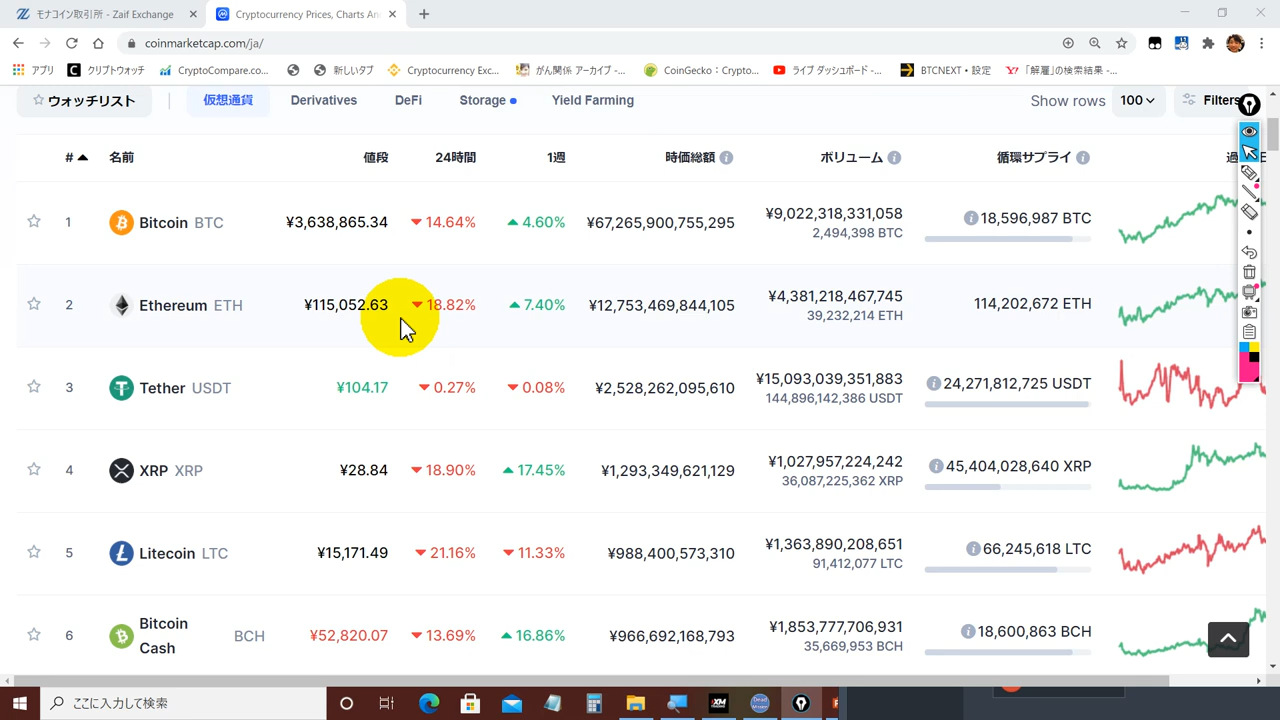 モナコイン取引所 - Zaif Exchange
Cryptocurrency Prices, Charts An
coinmarketcap.com/ja/
アプリ
クリプトウォッチ
CryptoCompare.co...
新しいタブ
Cryptocurrency Exc...
がん関係 アーカイブ -...
CoinGecko：Crypto...
ライブ ダッシュボード -...
BTCNEXT・設定
「解雇」の検索結果 -...
ウォッチリスト
仮想通貨
Derivatives
DeFi
Storage
Yield Farming
Show rows
100
Filters
#
名前
値段
24時間
1週
時価総額
ボリューム
循環サプライ
1
Bitcoin BTC
¥3,638,865.34
14.64%
4.60%
¥67,265,900,755,295
¥9,022,318,331,058
2,494,398 BTC
18,596,987 BTC
2
Ethereum ETH
¥115,052.63
18.82%
7.40%
¥12,753,469,844,105
¥4,381,218,467,745
39,232,214 ETH
114,202,672 ETH
3
Tether USDT
¥104.17
0.27%
0.08%
¥2,528,262,095,610
¥15,093,039,351,883
144,896,142,386 USDT
24,271,812,725 USDT
4
XRP XRP
¥28.84
18.90%
17.45%
¥1,293,349,621,129
¥1,027,957,224,242
36,087,225,362 XRP
45,404,028,640 XRP
5
Litecoin LTC
¥15,171.49
21.16%
11.33%
¥988,400,573,310
¥1,363,890,208,651
91,412,077 LTC
66,245,618 LTC
6
Bitcoin
Cash
BCH
¥52,820.07
13.69%
16.86%
¥966,692,168,793
¥1,853,777,706,931
35,669,953 BCH
18,600,863 BCH
ここに入力して検索